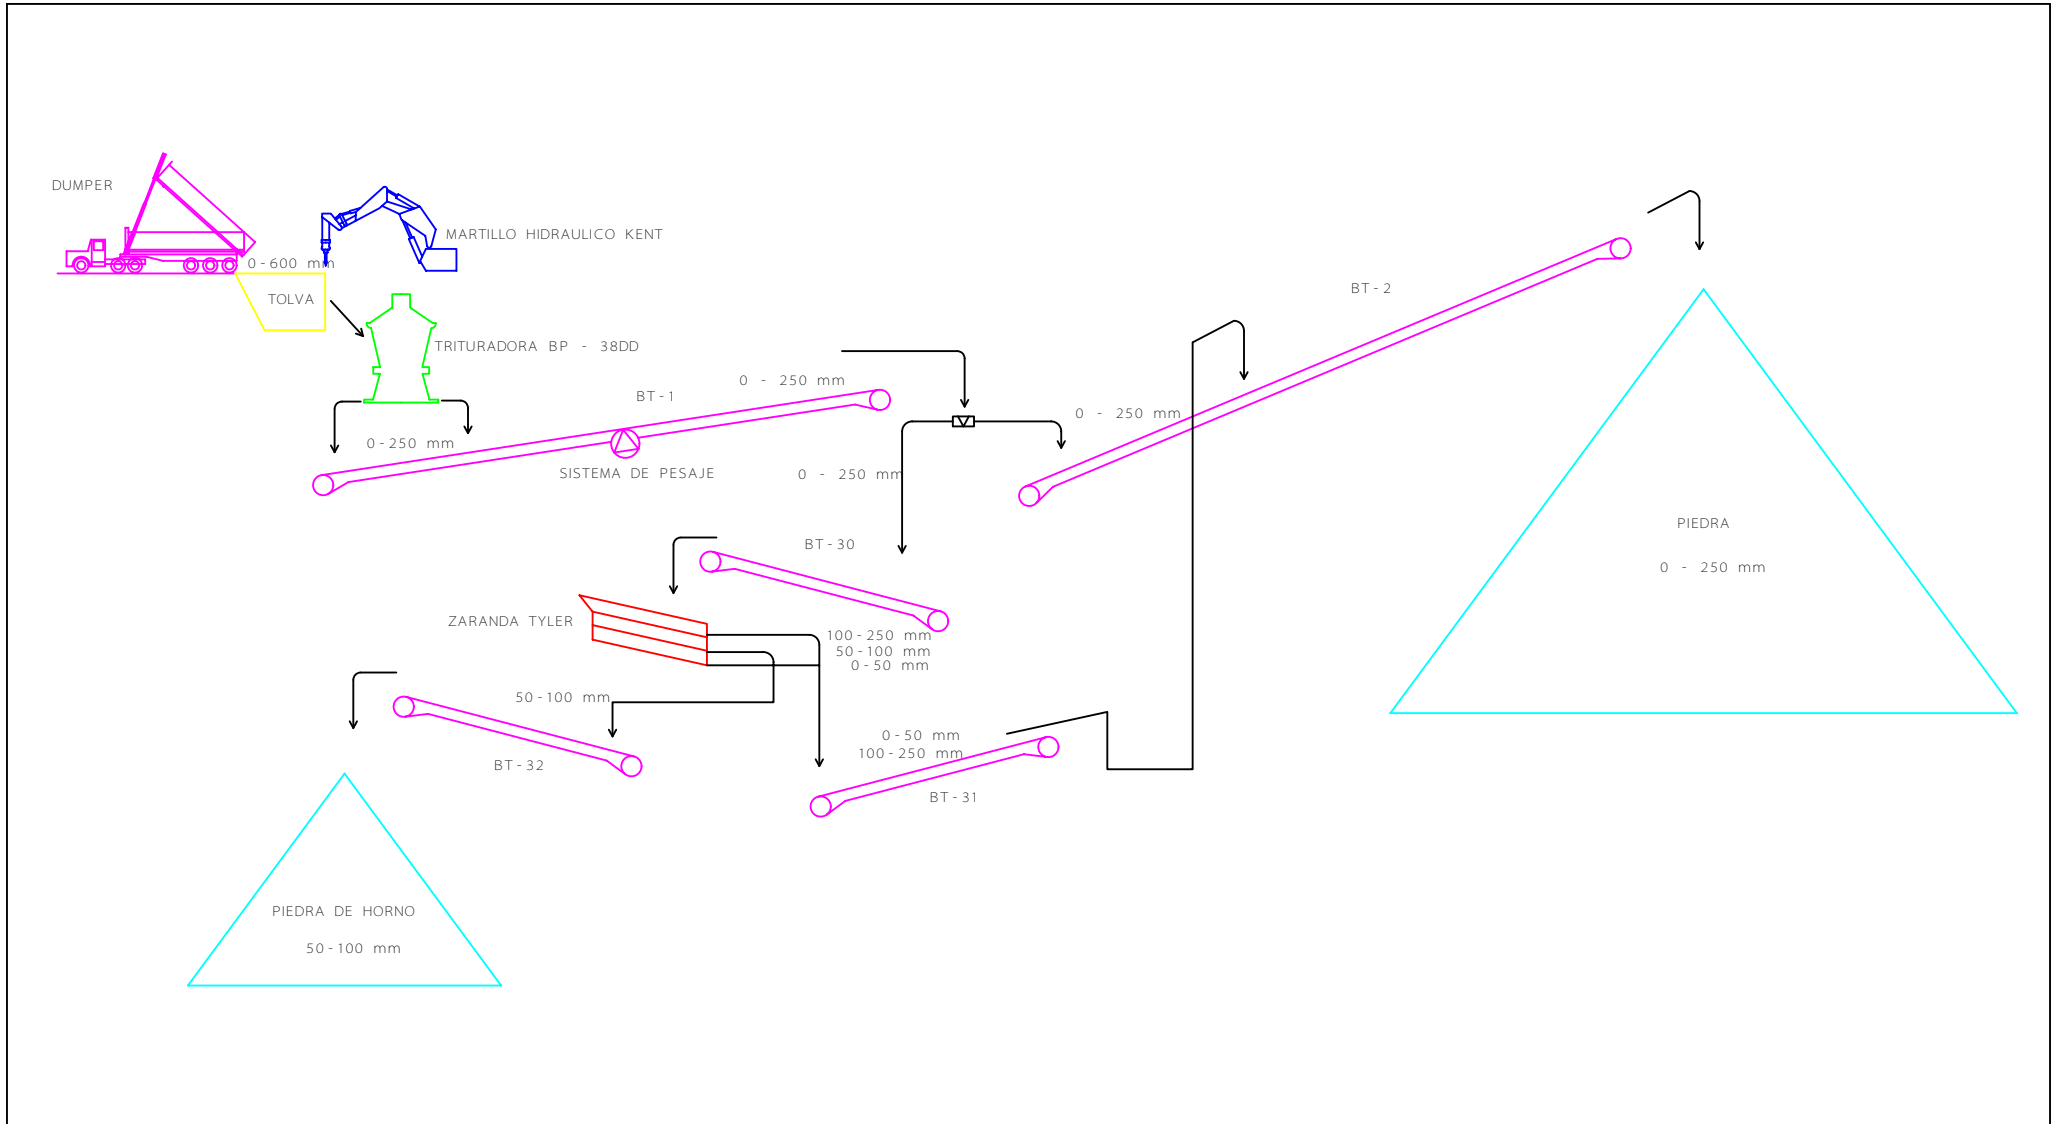 DUMPER
MARTILLO HIDRAULICO KENT
0-600 mm
TOLVA
BT-2
TRITURADORA BP - 38DD
0 - 250 mm
BT-1
0 - 250 mm
0-250 mm
SISTEMA DE PESAJE
0 - 250 mm
PIEDRA
0 - 250 mm
BT-30
ZARANDA TYLER
100-250 mm
50-100 mm
0-50 mm
50-100 mm
0-50 mm
100-250 mm
BT-32
BT-31
PIEDRA DE HORNO
50-100 mm